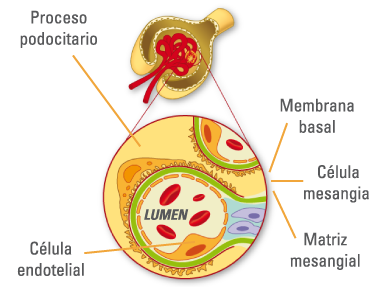 Proceso
podocitario
Membrana
basal
Célula
mesangia
Matriz
mesangial
LUMEN
Célula
endotelial